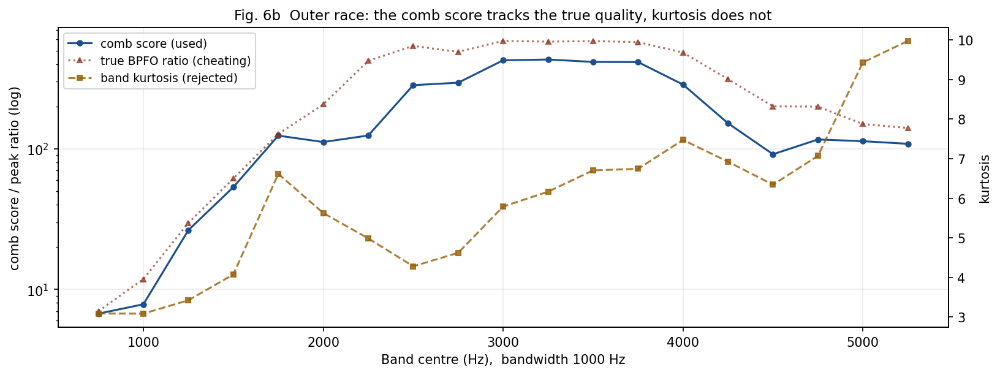 Fig. 6b  Outer race: the comb score tracks the true quality, kurtosis does not
comb score (used)
true BPFO ratio (cheating)
band kurtosis (rejected)
comb score / peak ratio (log)
10²
10¹
kurtosis
10
9
8
7
6
5
4
3
1000 2000 3000 4000 5000
Band centre (Hz),  bandwidth 1000 Hz